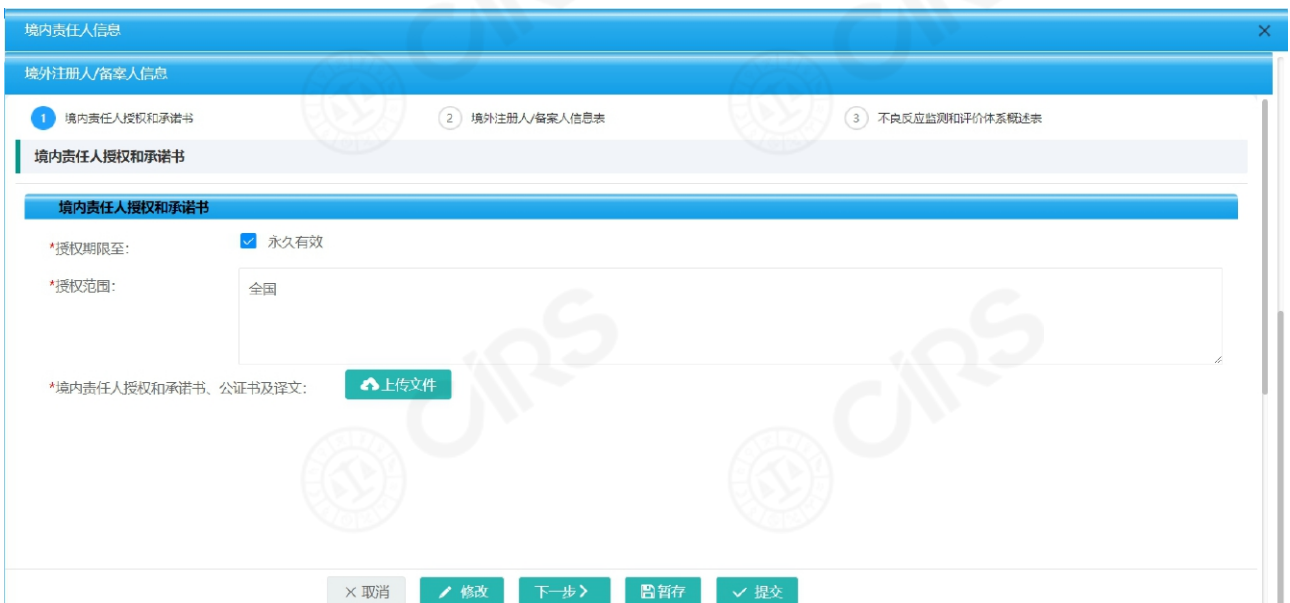 境内责任人信息
境外注册人/备案人信息
1 境内责任人授权和承诺书 2 境外注册人/备案人信息表 3 不良反应监测和评价体系概述表
境内责任人授权和承诺书
境内责任人授权和承诺书
*授权期限至: 永久有效
*授权范围: 全国
*境内责任人授权和承诺书、公证书及译文: 上传文件
取消 修改 下一步 暂存 提交
CIRS
CIRS